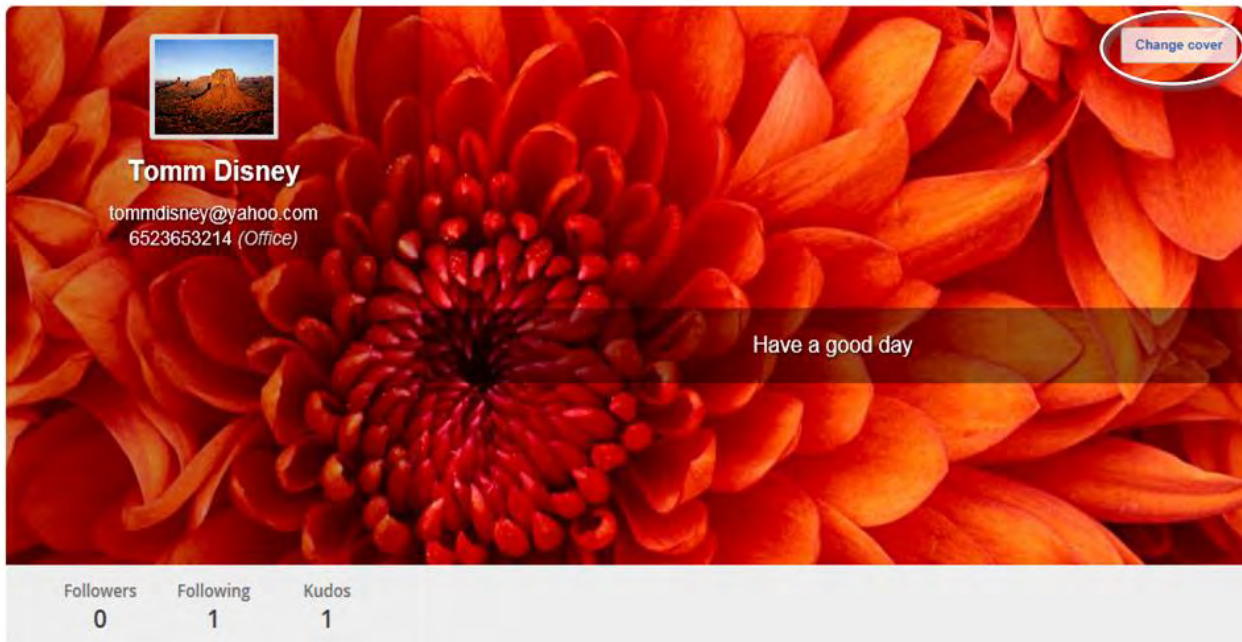 Change cover
Tomm Disney
tommdisney@yahoo.com
6523653214 (Office)
Have a good day
Followers Following Kudos
0 1 1